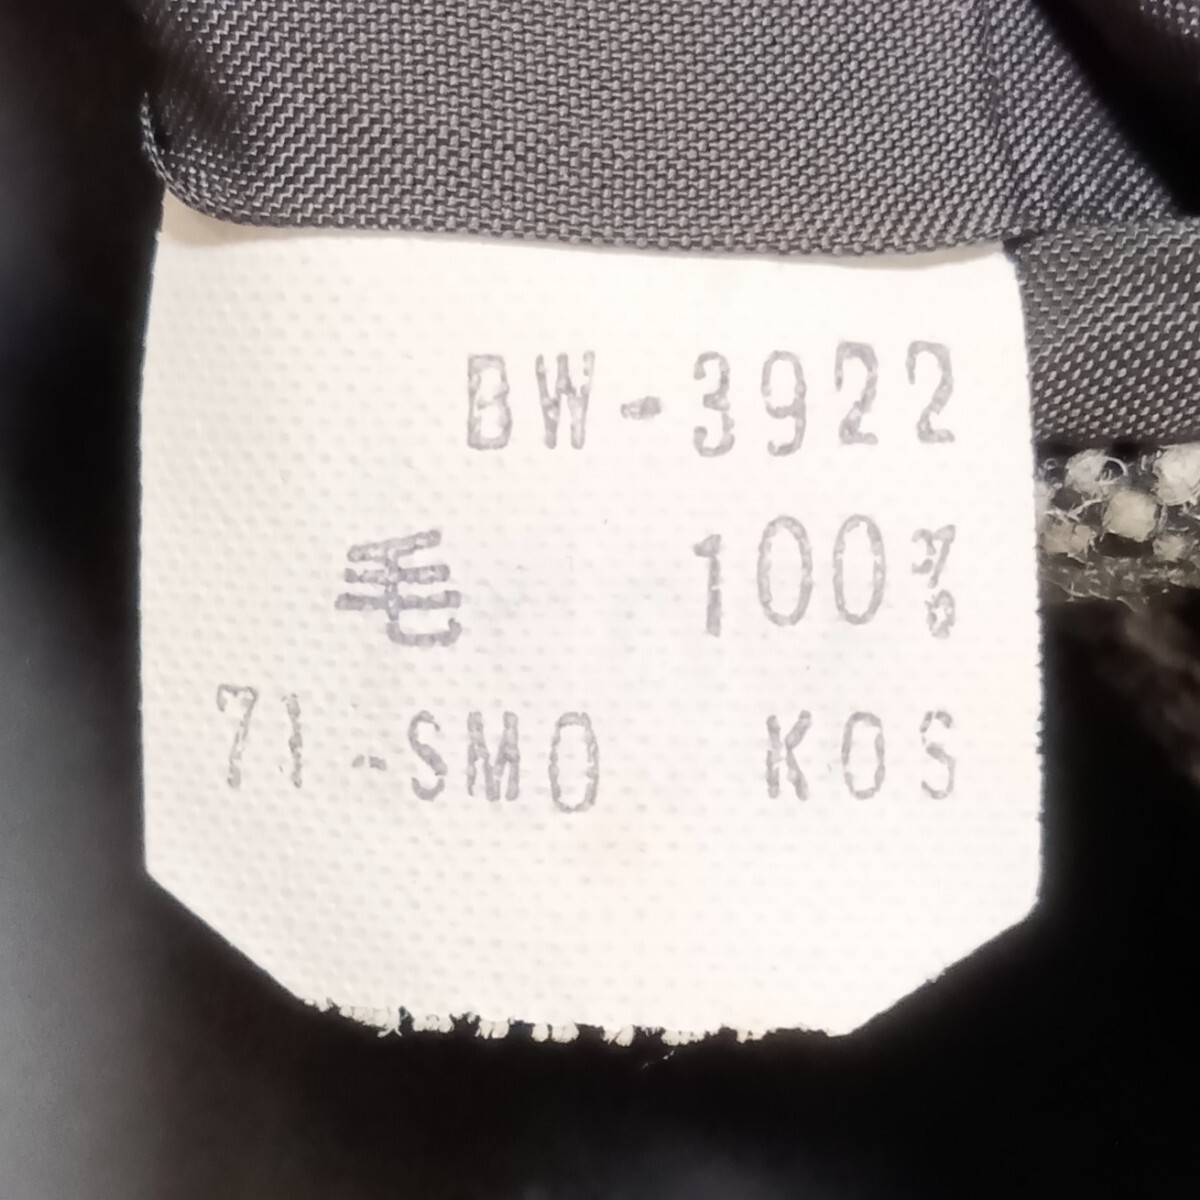 BW-3922
毛 100%
71-SMO KOS